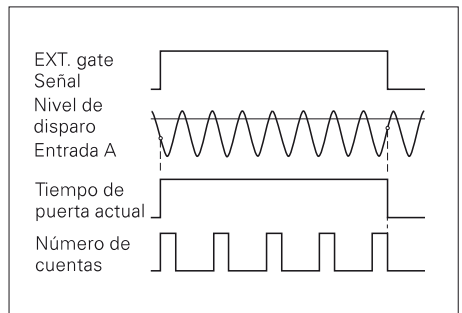 EXT. gate
Señal
Nivel de
disparo
Entrada A
Tiempo de
puerta actual
Número de
cuentas